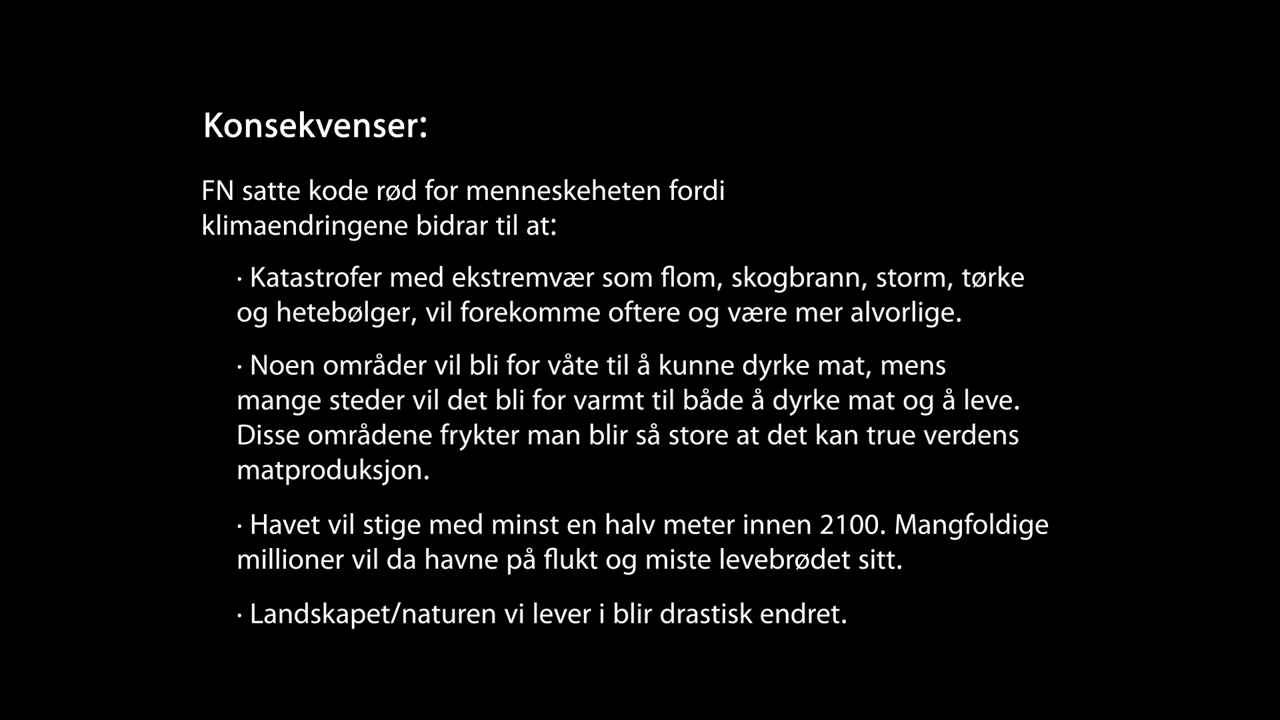 Konsekvenser:
FN satte kode rød for menneskeheten fordi
klimaendringene bidrar til at:
· Katastrofer med ekstremvær som flom, skogbrann, storm, tørke
og hetebølger, vil forekomme oftere og være mer alvorlige.
· Noen områder vil bli for våte til å kunne dyrke mat, mens
mange steder vil det bli for varmt til både å dyrke mat og å leve.
Disse områdene frykter man blir så store at det kan true verdens
matproduksjon.
· Havet vil stige med minst en halv meter innen 2100. Mangfoldige
millioner vil da havne på flukt og miste levebrødet sitt.
· Landskapet/naturen vi lever i blir drastisk endret.